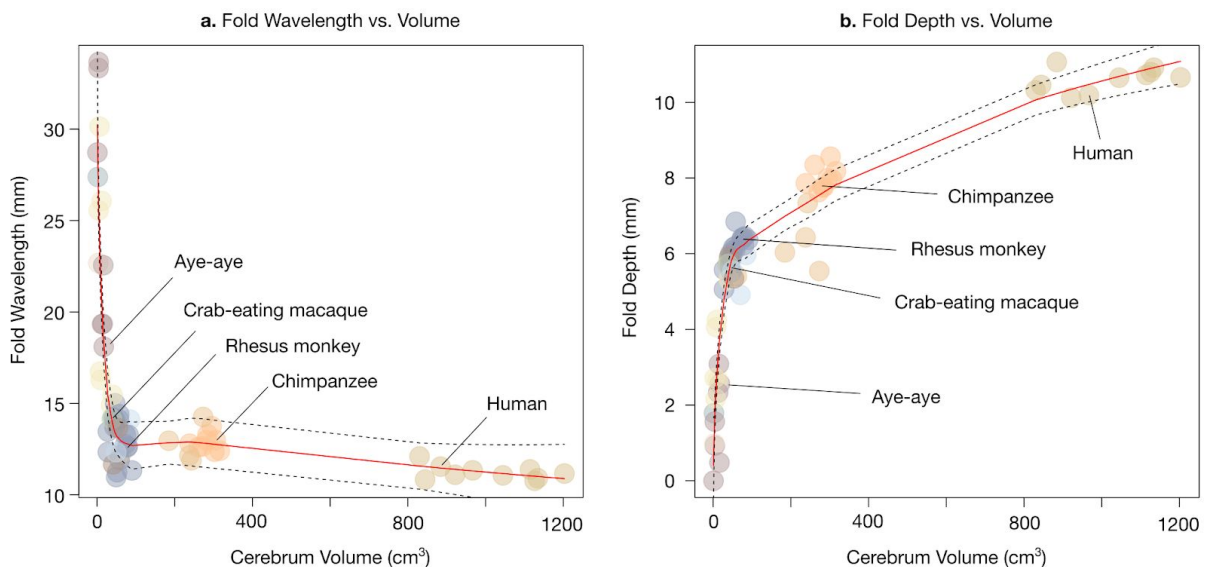 a. Fold Wavelength vs. Volume
Fold Wavelength (mm)
30
25
20
15
10
Aye-aye
Crab-eating macaque
Rhesus monkey
Chimpanzee
Human
0
400
800
1200
Cerebrum Volume (cm³)
b. Fold Depth vs. Volume
Fold Depth (mm)
10
8
6
4
2
0
Human
Chimpanzee
Rhesus monkey
Crab-eating macaque
Aye-aye
0
400
800
1200
Cerebrum Volume (cm³)